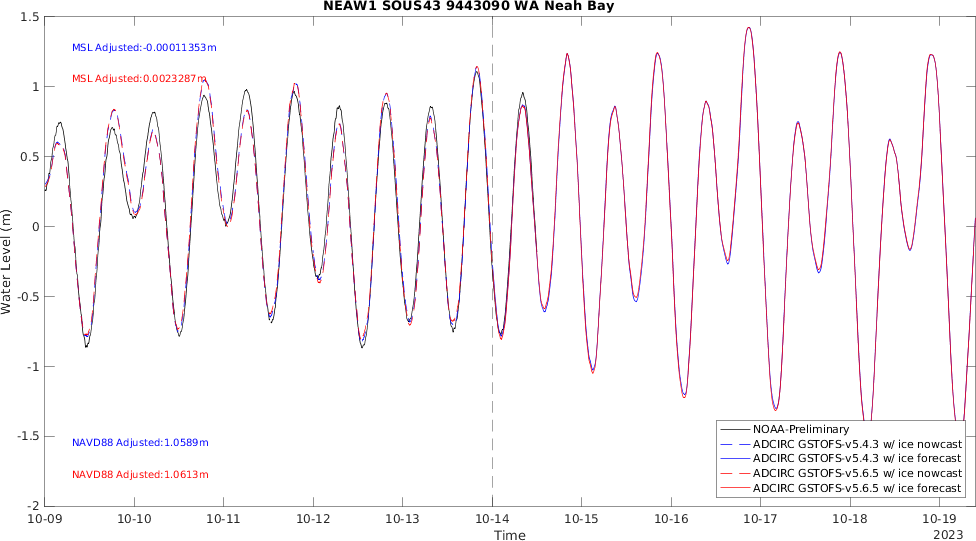 NEAW1 SOUS43 9443090 WA Neah Bay
1.5
1
0.5
0
-0.5
-1
-1.5
-2
Water Level (m)
MSL Adjusted:-0.00011353m
MSL Adjusted:0.0023287m
NAVD88 Adjusted:1.0589m
NAVD88 Adjusted:1.0613m
NOAA-Preliminary
ADCIRC GSTOFS-v5.4.3 w/ ice nowcast
ADCIRC GSTOFS-v5.4.3 w/ ice forecast
ADCIRC GSTOFS-v5.6.5 w/ ice nowcast
ADCIRC GSTOFS-v5.6.5 w/ ice forecast
10-09 10-10 10-11 10-12 10-13 10-14 10-15 10-16 10-17 10-18 10-19
Time
2023